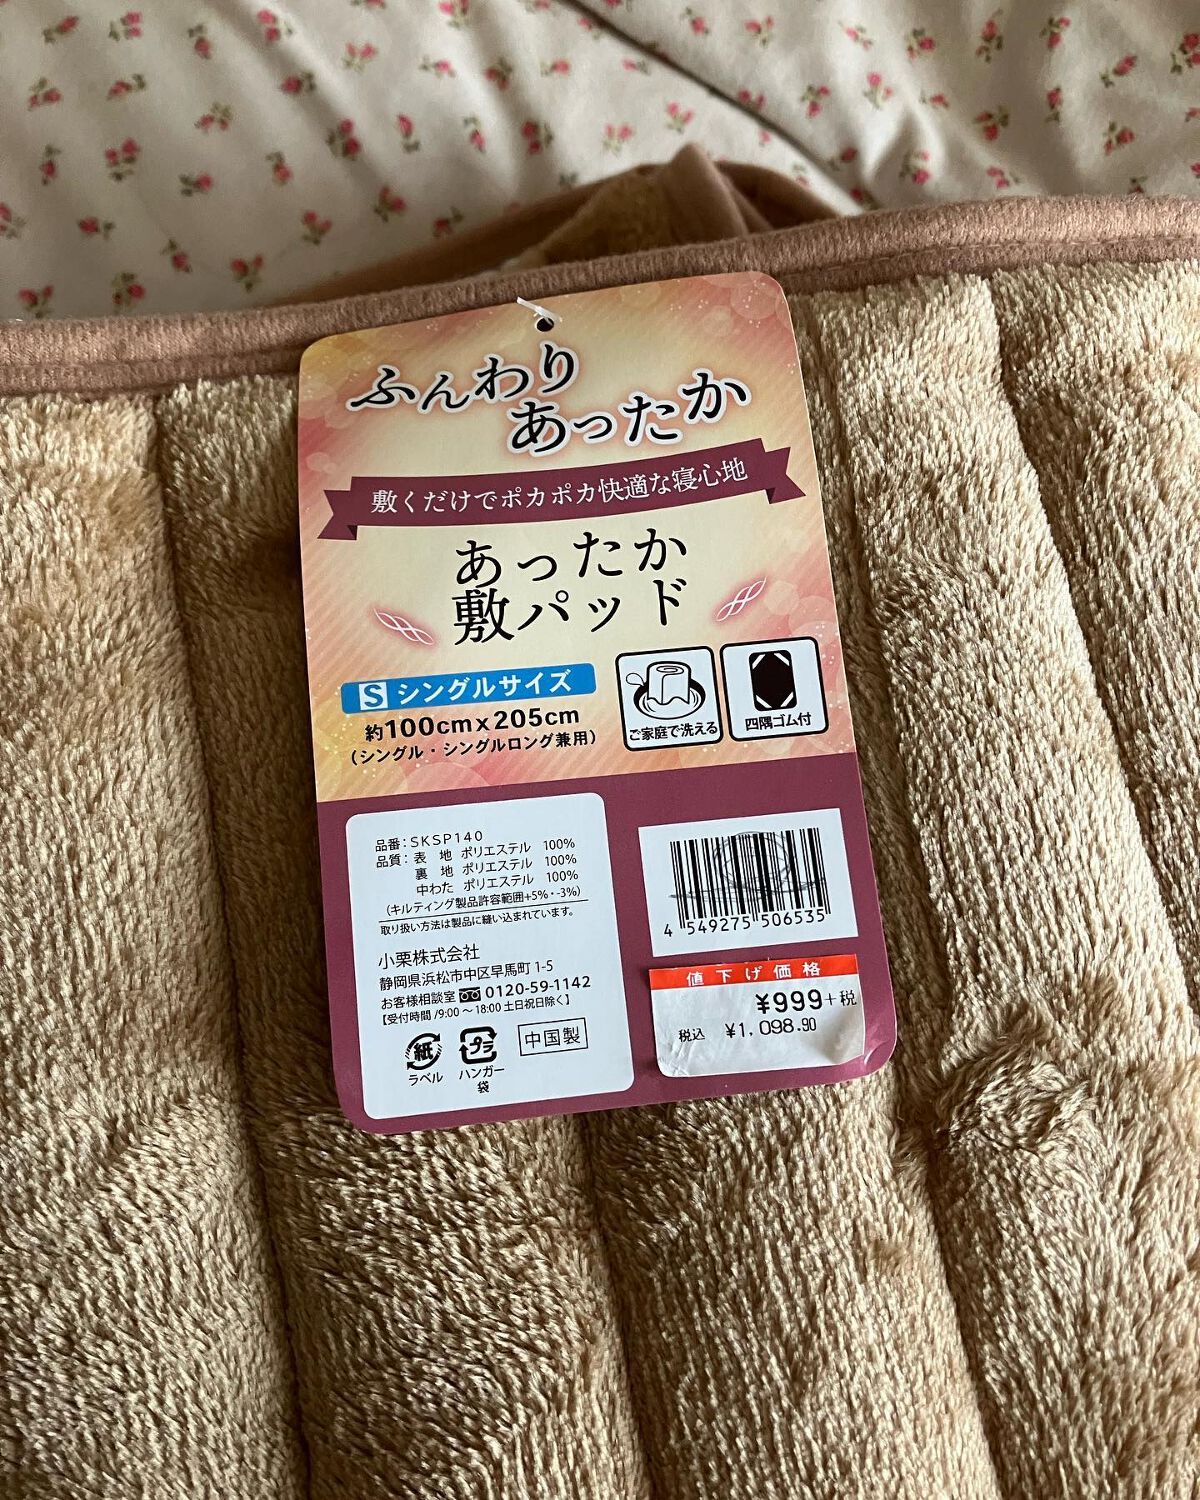 ふんわり
あったか
敷くだけでポカポカ快適な寝心地
あったか
敷パッド
S シングルサイズ
約100cm x 205cm
(シングル・シングルロング兼用)
ご家庭で洗える
四隅ゴム付
品番：SKSP140
品質：表 地 ポリエステル 100%
裏 地 ポリエステル 100%
中わた ポリエステル 100%
(キルティング製品許容範囲+5%・-3%)
取り扱い方法は製品に縫い込まれています。
小栗株式会社
静岡県浜松市中区早馬町 1-5
お客様相談室 0120-59-1142
【受付時間 /9:00～18:00 土日祝日除く】
紙
ラベル
プラ
ハンガー
袋
中国製
4 549275 506535
値下げ価格
¥999+税
税込 ¥1,098.90